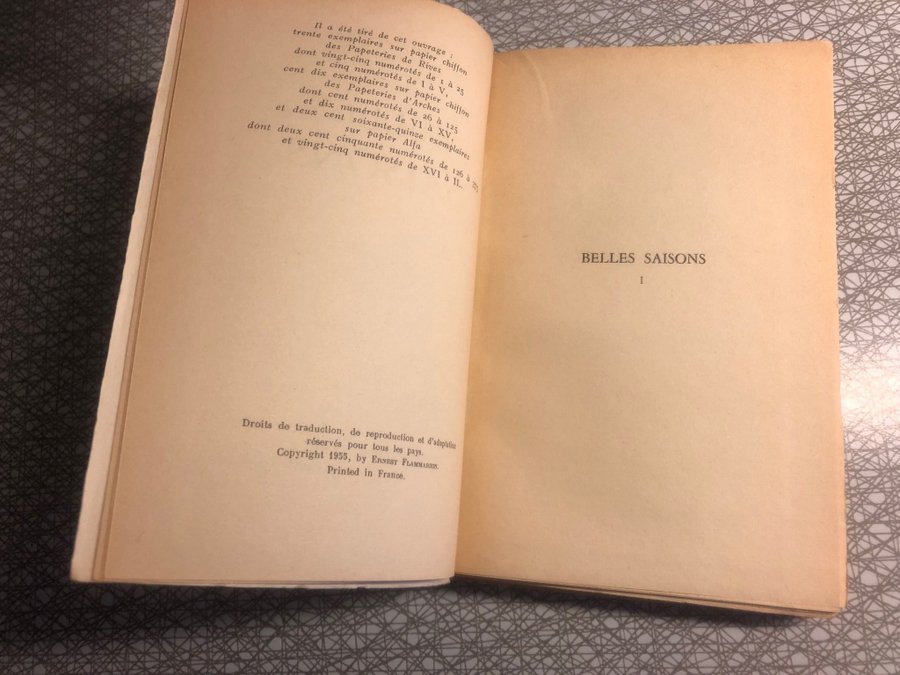 Il a été tiré de cet ouvrage :
trente exemplaires sur papier chiffon
des Papeteries de Rives
dont vingt-cinq numérotés de 1 à 25
et cinq numérotés de I à V,
cent dix exemplaires sur papier chiffon
des Papeteries d'Arches
dont cent numérotés de 26 à 125
et dix numérotés de VI à XV,
et deux cent soixante-quinze exemplaires
sur papier Alfa
dont deux cent cinquante numérotés de 126 à
et vingt-cinq numérotés de XVI à
Droits de traduction, de reproduction et d'adaptation
réservés pour tous les pays.
Copyright 1955, by ERNEST FLAMMARION.
Printed in France.
BELLES SAISONS
I